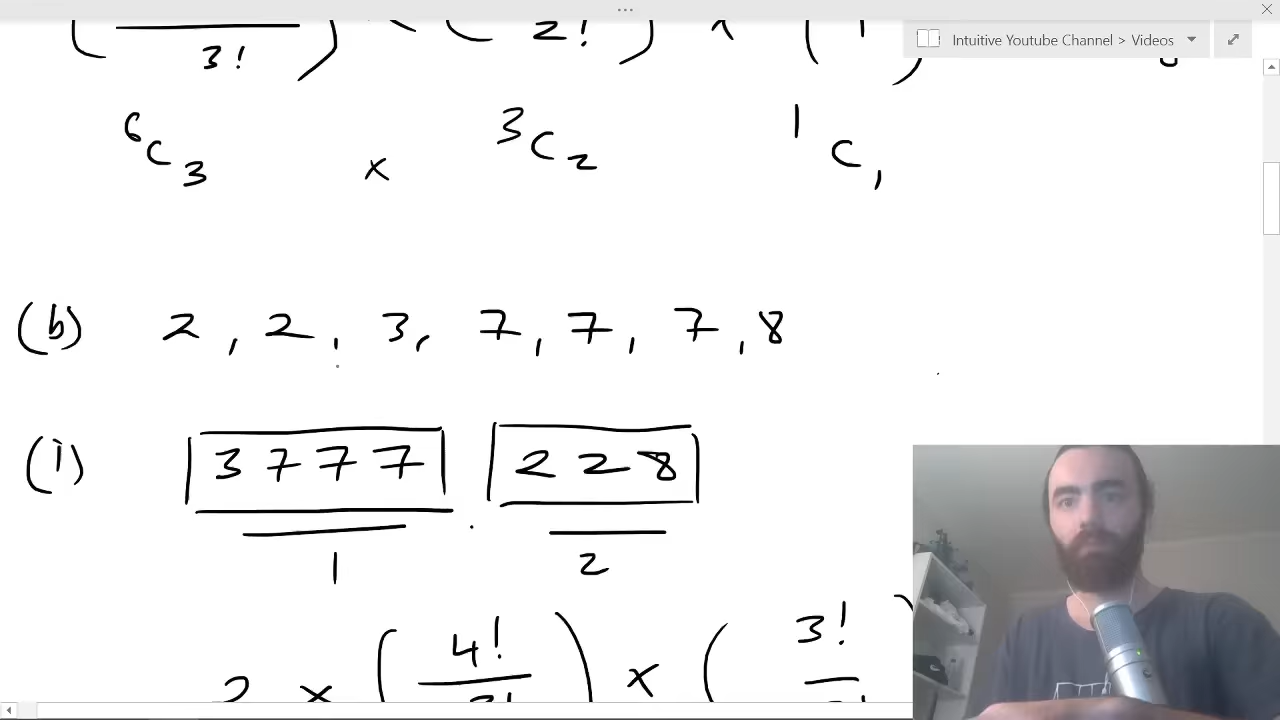 3! 2! × 1
Intuitive Youtube Channel > Videos
⁶C₃ × ³C₂ ¹C₁
(b) 2, 2, 3, 7, 7, 7, 8
(i) 3777 228
1 2
2 × (4!) × (3!